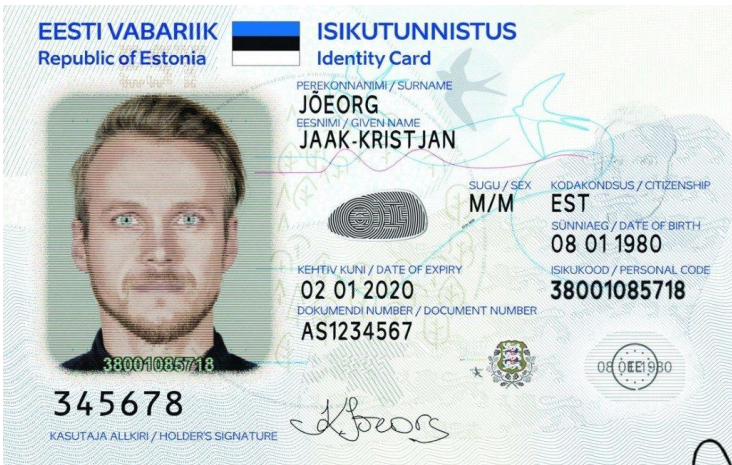 EESTI VABARIIK
Republic of Estonia
ISIKUTUNNISTUS
Identity Card
PEREKONNANIMI / SURNAME
JÕEORG
EESNIMI / GIVEN NAME
JAAK-KRISTJAN
SUGU / SEX
M/M
KODAKONDSUS / CITIZENSHIP
EST
SÜNNIAEG / DATE OF BIRTH
08 01 1980
KEHTIV KUNI / DATE OF EXPIRY
02 01 2020
ISIKUKOOD / PERSONAL CODE
38001085718
DOKUMENDI NUMBER / DOCUMENT NUMBER
AS1234567
38001085718
345678
KASUTAJA ALLKIRI / HOLDER'S SIGNATURE